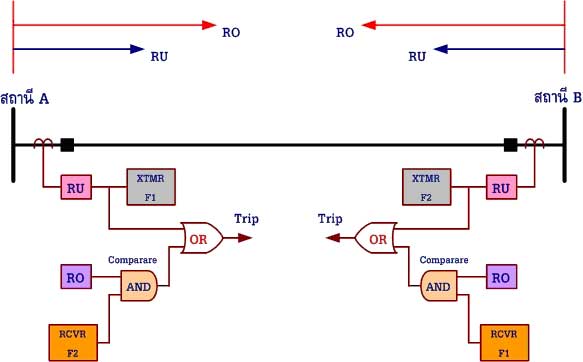 RO
RO
RU
RU
สถานี A
สถานี B
RU
XTMR
F1
XTMR
F2
RU
OR
Trip
Trip
OR
Comparare
Comparare
RO
AND
AND
RO
RCVR
F2
RCVR
F1